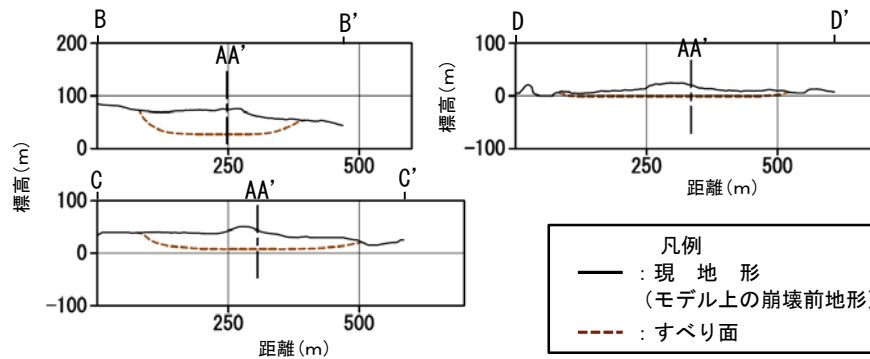 B B'
AA'
標高(m)
200
100
0
250 500
C C'
AA'
100
0
-100
250 500
距離(m)
D D'
AA'
標高(m)
100
0
-100
250 500
距離(m)
凡例
：現 地 形
(モデル上の崩壊前地形)
：すべり面